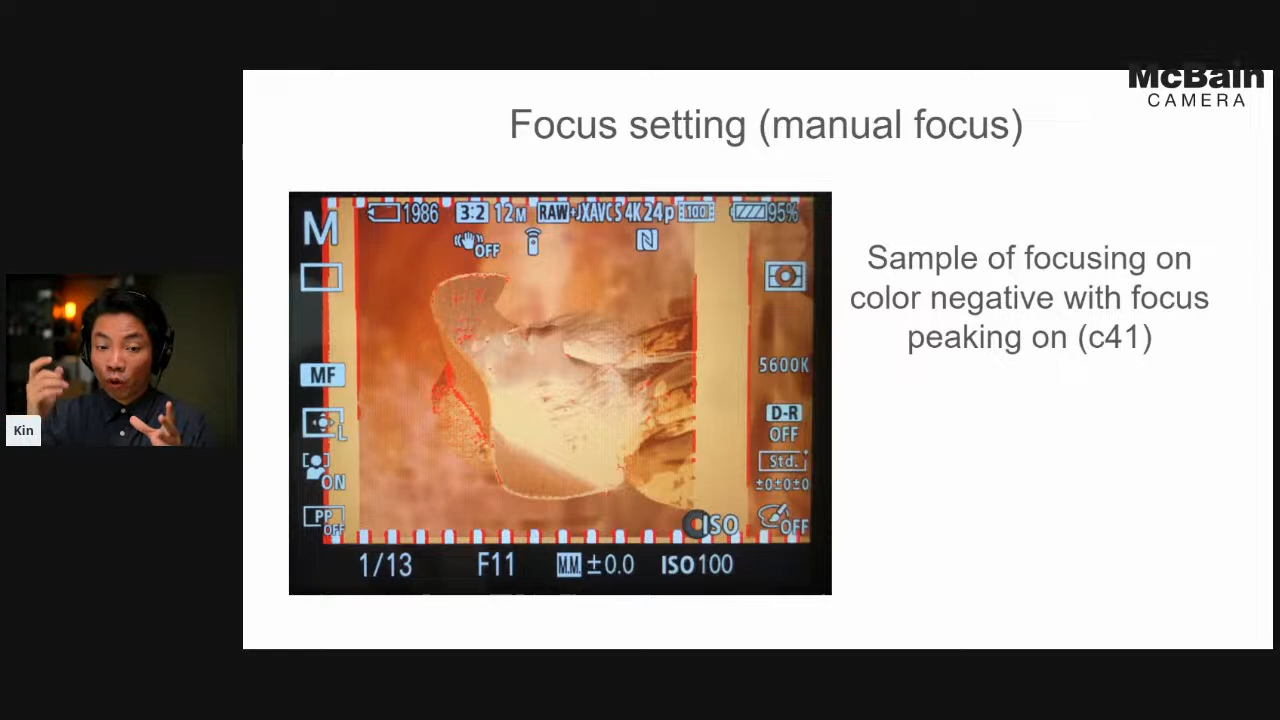 McBain
CAMERA
Focus setting (manual focus)
M 1986 3:2 12M RAW+J XAVC S 4K 24p 100 95%
OFF N
MF
5600K
L
D-R
OFF
ON
Std.
±0±0±0
PP
OFF
ISO
OFF
1/13 F11 M.M. ±0.0 ISO100
Sample of focusing on
color negative with focus
peaking on (c41)
Kin